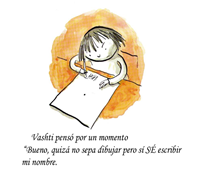 Vashti pensó por un momento
“Bueno, quizá no sepa dibujar pero sí SÉ escribir
mi nombre.